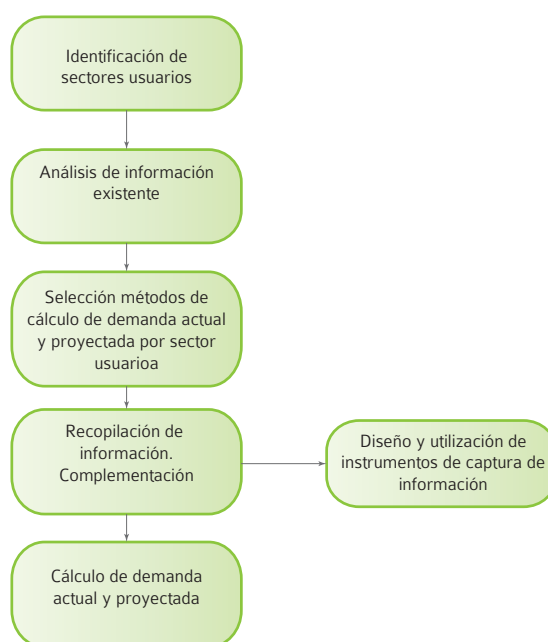 Identificación de
sectores usuarios
Análisis de información
existente
Selección métodos de
cálculo de demanda actual
y proyectada por sector
usuarioa
Recopilación de
información.
Complementación
Diseño y utilización de
instrumentos de captura de
información
Cálculo de demanda
actual y proyectada